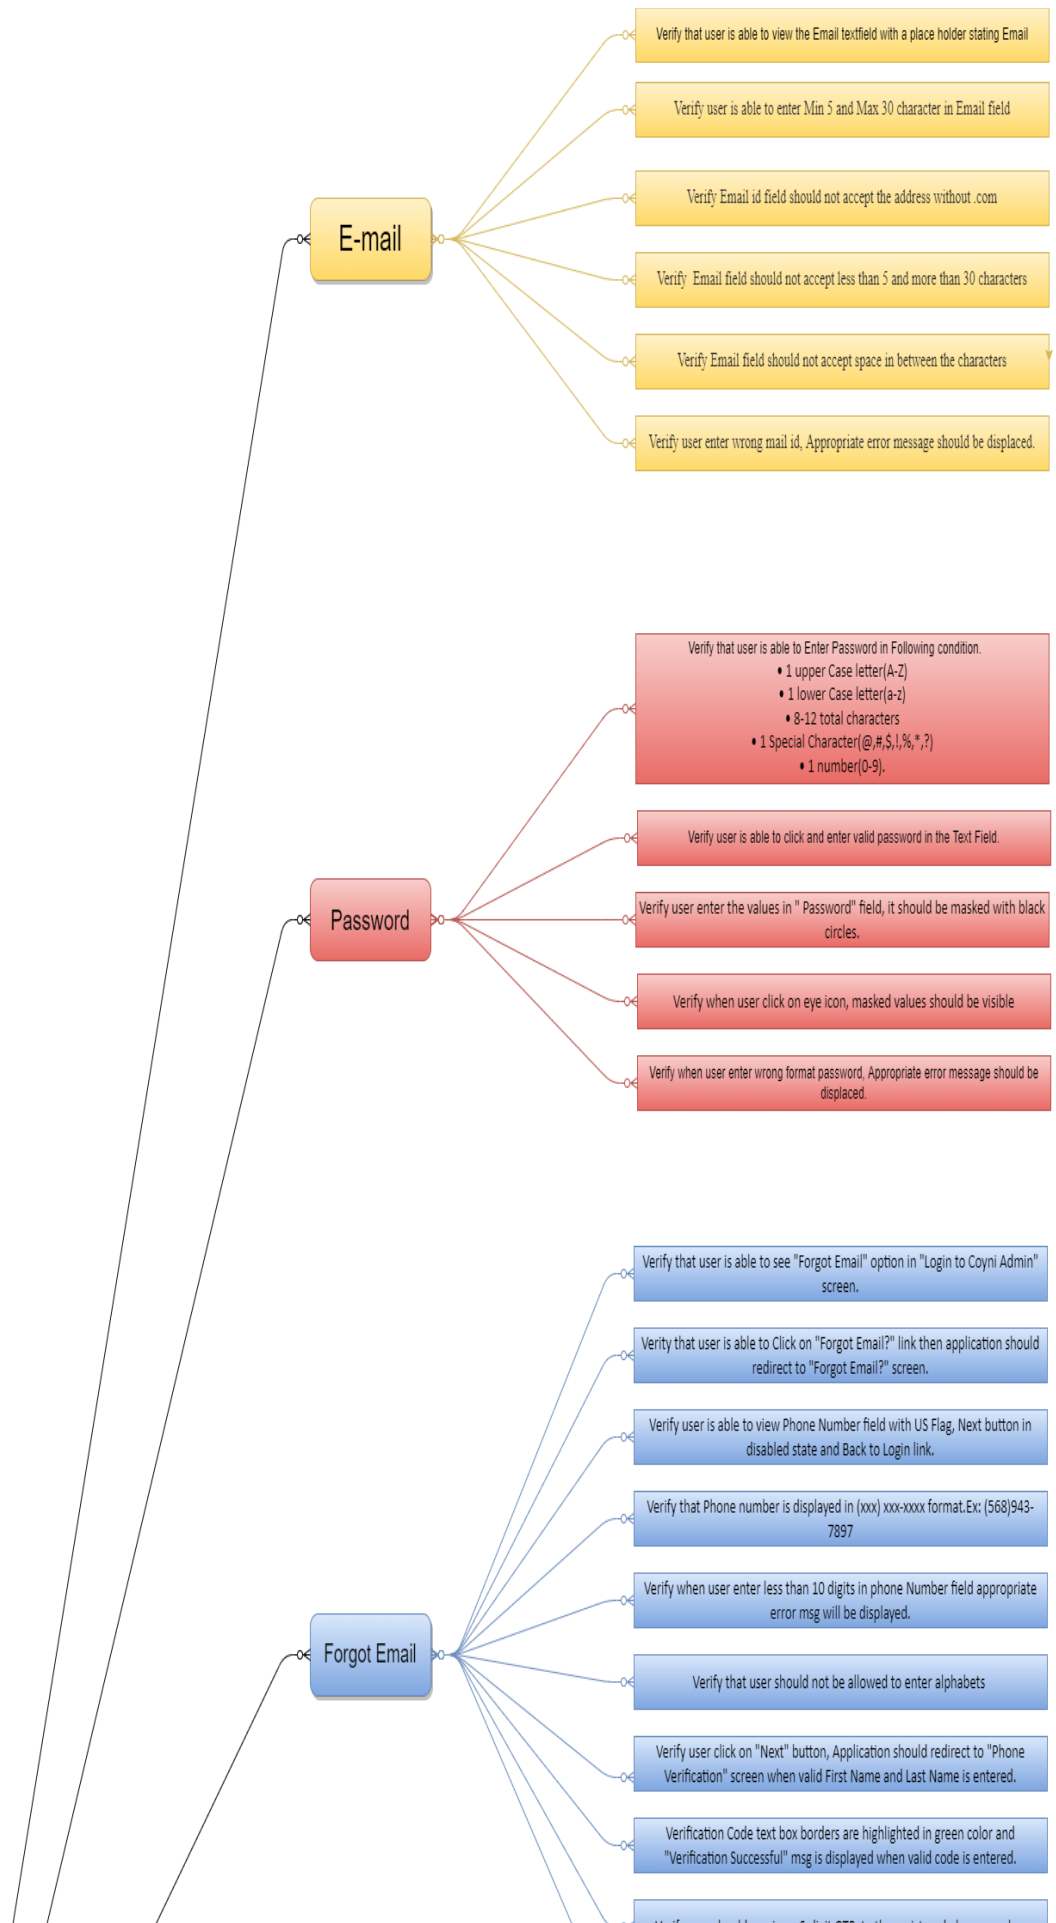 Verify that user is able to view the Email textfield with a place holder stating Email
Verify user is able to enter Min 5 and Max 30 character in Email field
Verify Email id field should not accept the address without .com
E-mail
Verify  Email field should not accept less than 5 and more than 30 characters
Verify Email field should not accept space in between the characters
Verify user enter wrong mail id, Appropriate error message should be displaced.
Verify that user is able to Enter Password in Following condition.
• 1 upper Case letter(A-Z)
• 1 lower Case letter(a-z)
• 8-12 total characters
• 1 Special Character(@,#,$,!,%,*,?)
• 1 number(0-9).
Verify user is able to click and enter valid password in the Text Field.
Password
Verify user enter the values in " Password" field, it should be masked with black
circles.
Verify when user click on eye icon, masked values should be visible
Verify when user enter wrong format password, Appropriate error message should be
displaced.
Verify that user is able to see "Forgot Email" option in "Login to Coyni Admin"
screen.
Verity that user is able to Click on "Forgot Email?" link then application should
redirect to "Forgot Email?" screen.
Verify user is able to view Phone Number field with US Flag, Next button in
disabled state and Back to Login link.
Verify that Phone number is displayed in (xxx) xxx-xxxx format.Ex: (568)943-
7897
Verify when user enter less than 10 digits in phone Number field appropriate
error msg will be displayed.
Forgot Email
Verify that user should not be allowed to enter alphabets
Verify user click on "Next" button, Application should redirect to "Phone
Verification" screen when valid First Name and Last Name is entered.
Verification Code text box borders are highlighted in green color and
"Verification Successful" msg is displayed when valid code is entered.